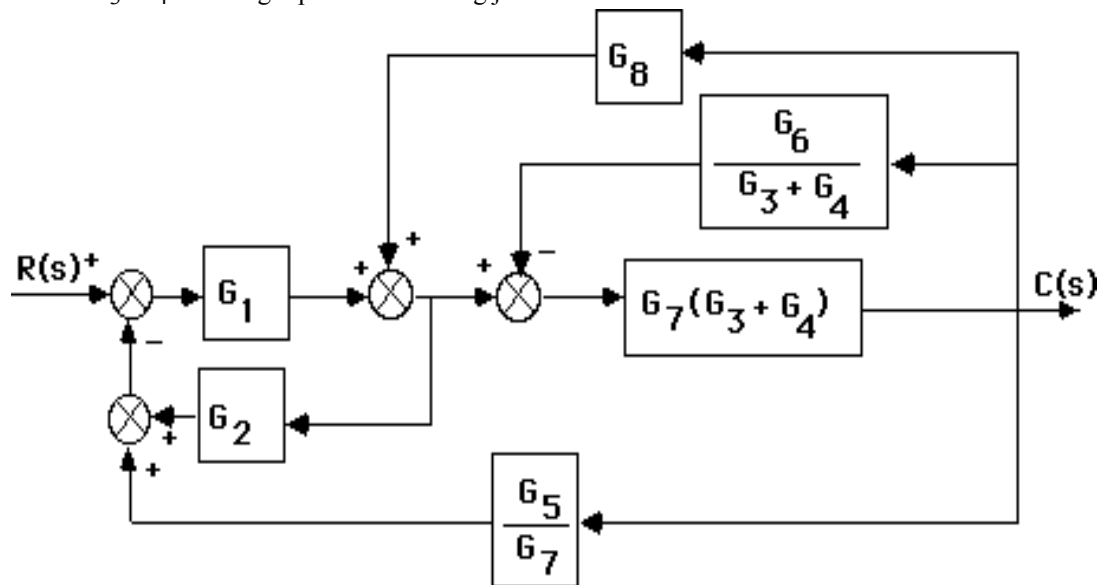 G8
G6
G3 + G4
+
+
+
−
R(s)+
G1
G7(G3 + G4)
C(s)
−
G2
+
+
G5
G7